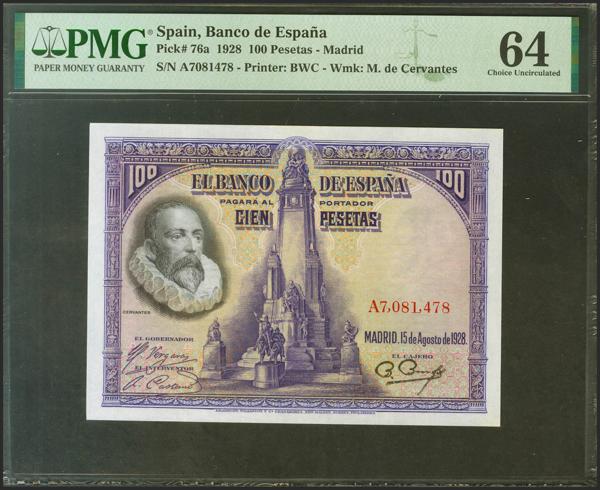 PMG
PAPER MONEY GUARANTY
Spain, Banco de España
Pick# 76a 1928 100 Pesetas - Madrid
S/N A7081478 - Printer: BWC - Wmk: M. de Cervantes
64
Choice Uncirculated
100
100
EL BANCO DE ESPAÑA
PAGARÁ AL PORTADOR
CIEN PESETAS
CERVANTES
A7,081,478
MADRID, 15 de Agosto de 1928.
EL GOBERNADOR
EL INTERVENTOR
EL CAJERO